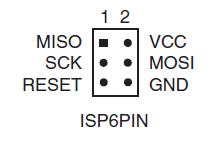 1 2
MISO VCC
SCK MOSI
RESET GND
ISP6PIN